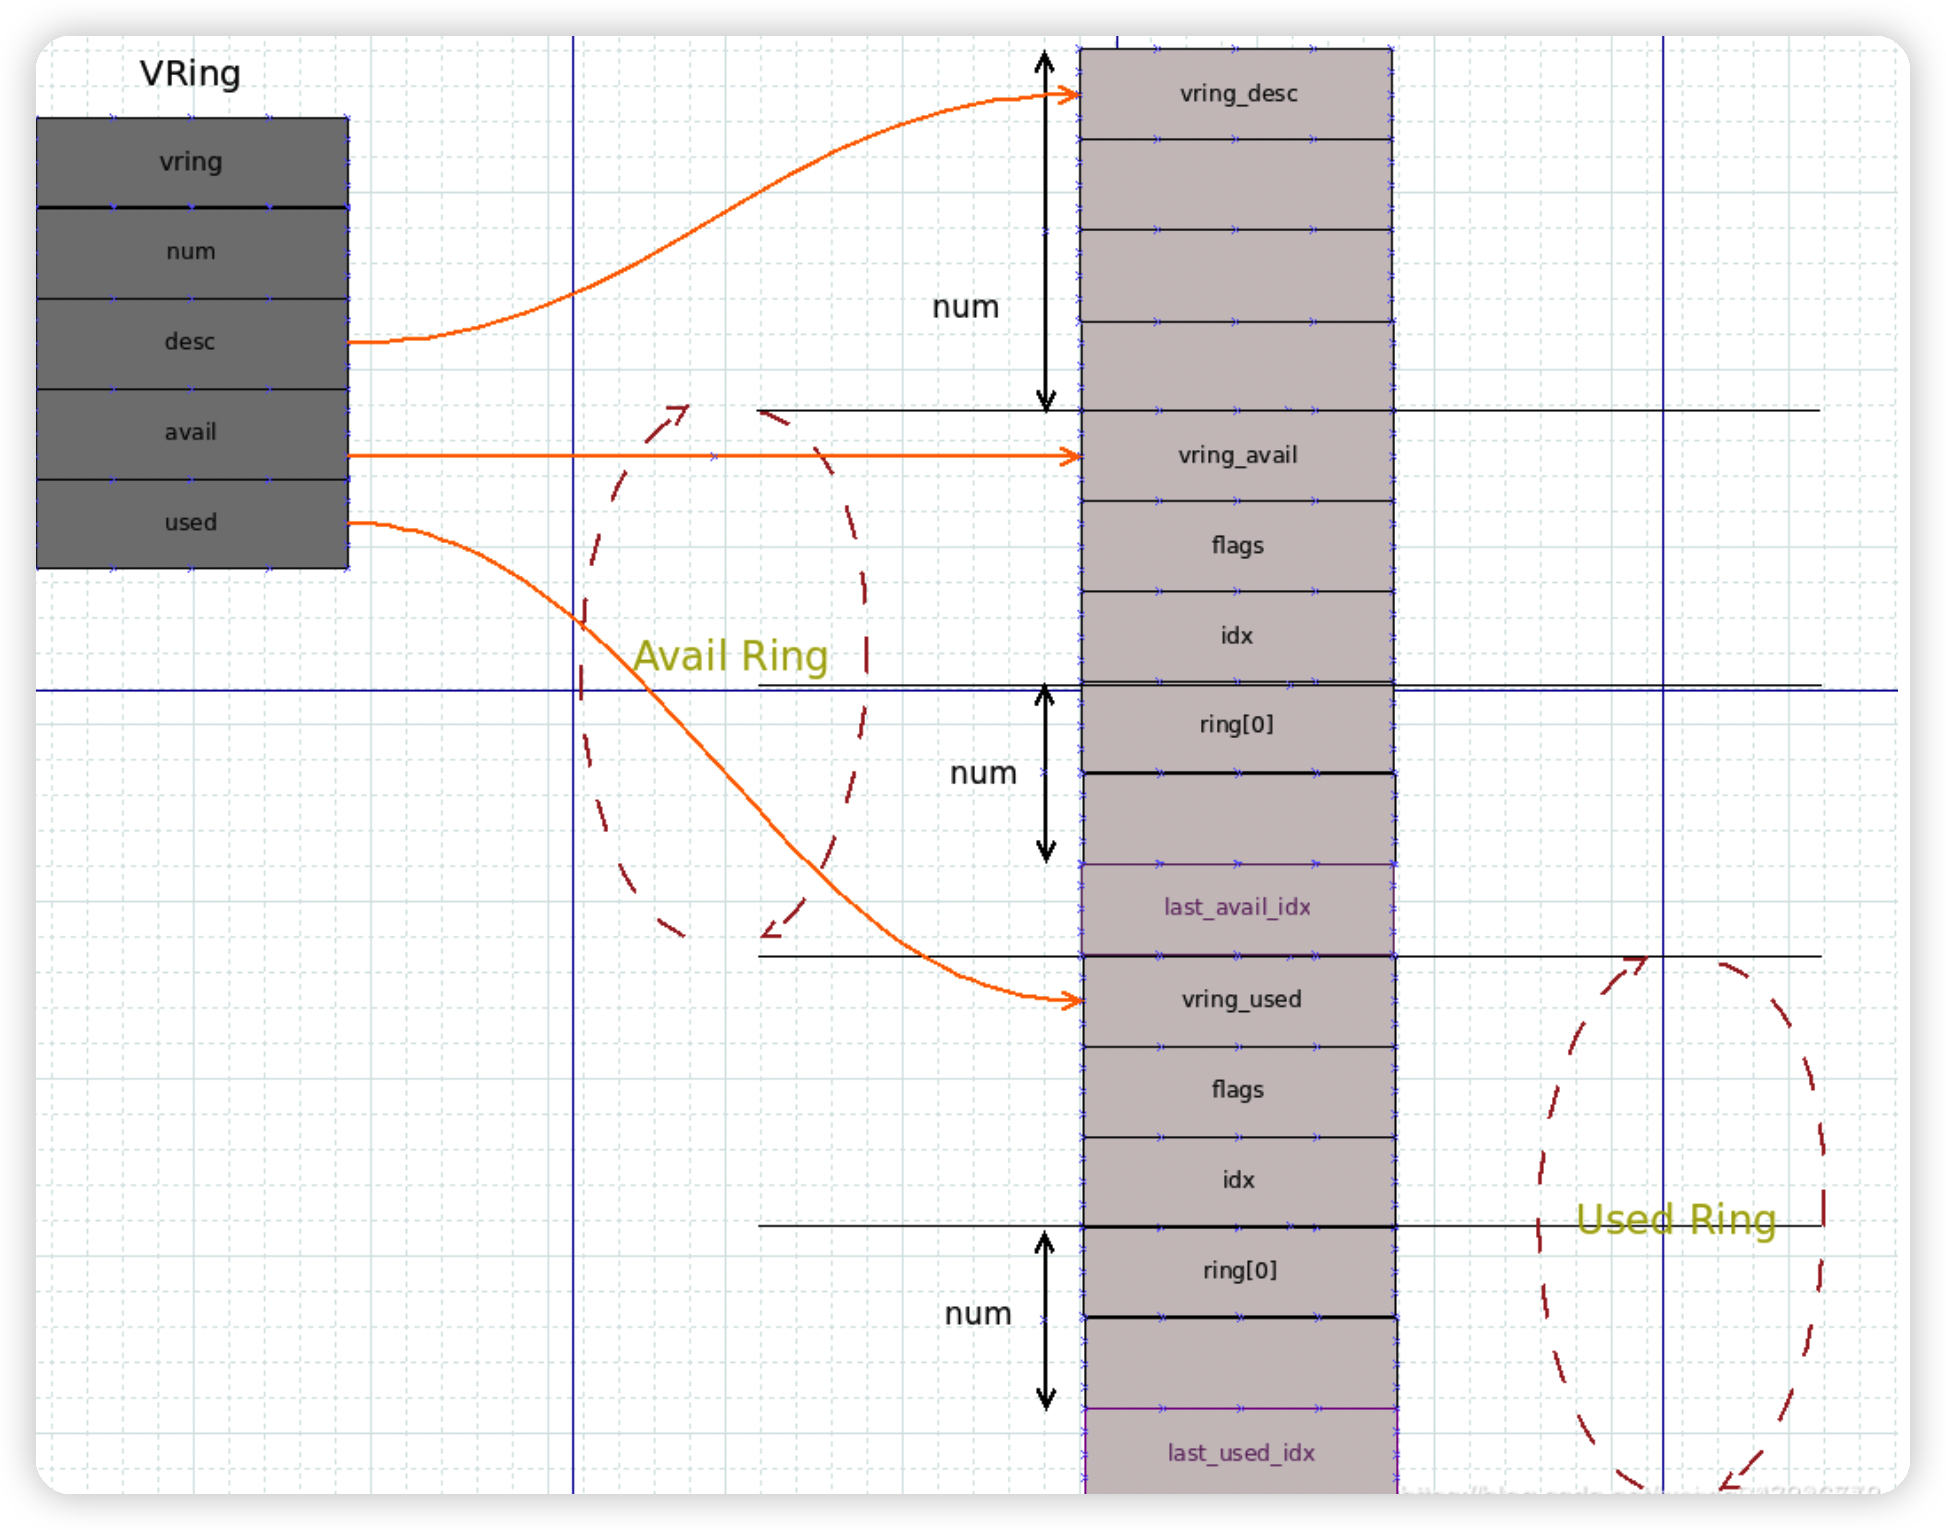 VRing
vring
num
desc
avail
used
vring_desc
num
vring_avail
flags
idx
Avail Ring
ring[0]
num
last_avail_idx
vring_used
flags
idx
Used Ring
ring[0]
num
last_used_idx